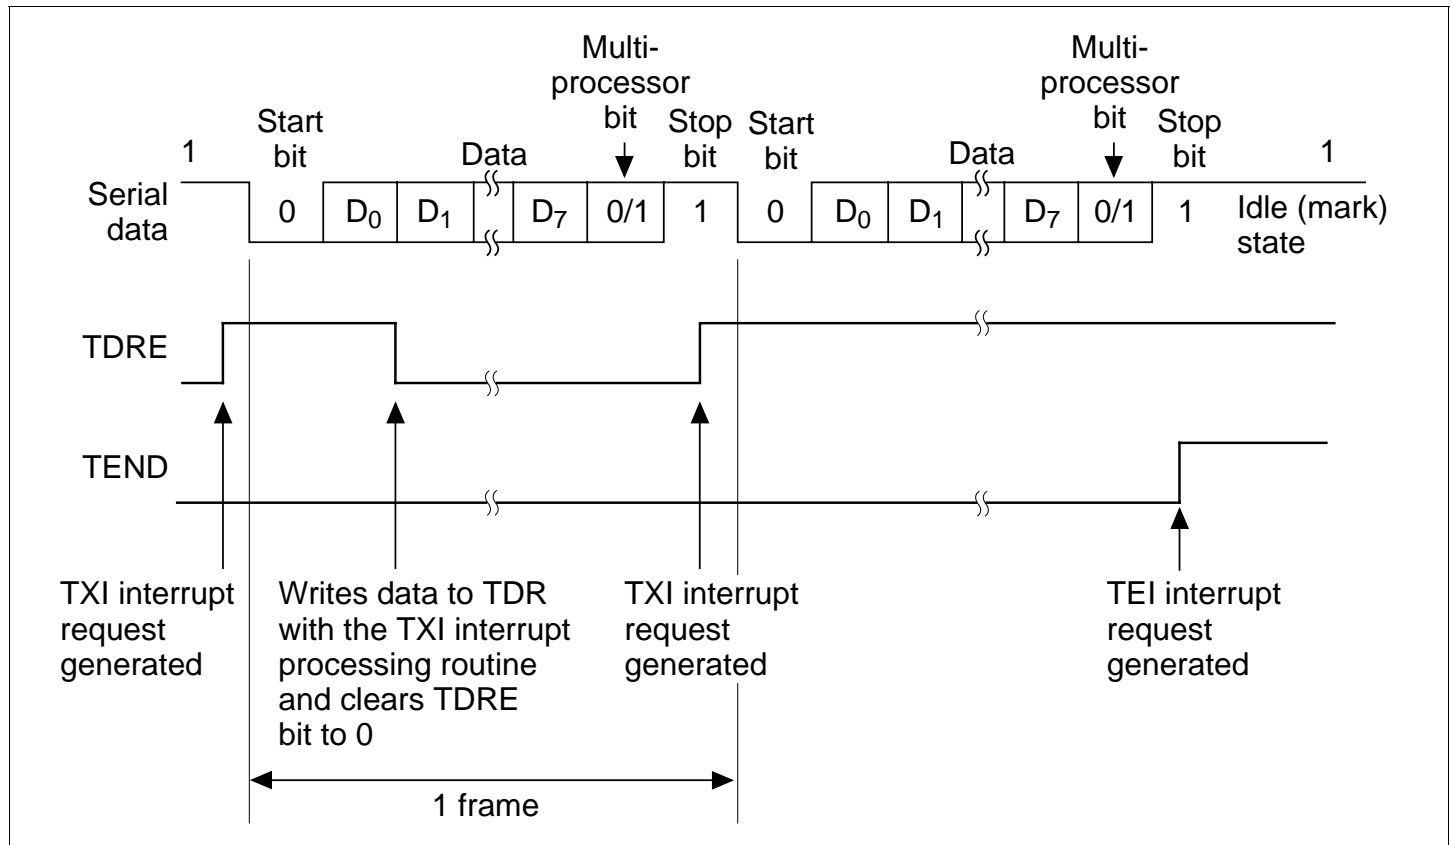 Multi-
processor
bit
Multi-
processor
bit
1
Start
bit
Data
Stop
bit
Start
bit
Data
Stop
bit
1
Serial
data
0 D0 D1 D7 0/1 1 0 D0 D1 D7 0/1 1
Idle (mark)
state
TDRE
TEND
TXI interrupt
request
generated
Writes data to TDR
with the TXI interrupt
processing routine
and clears TDRE
bit to 0
TXI interrupt
request
generated
TEI interrupt
request
generated
1 frame